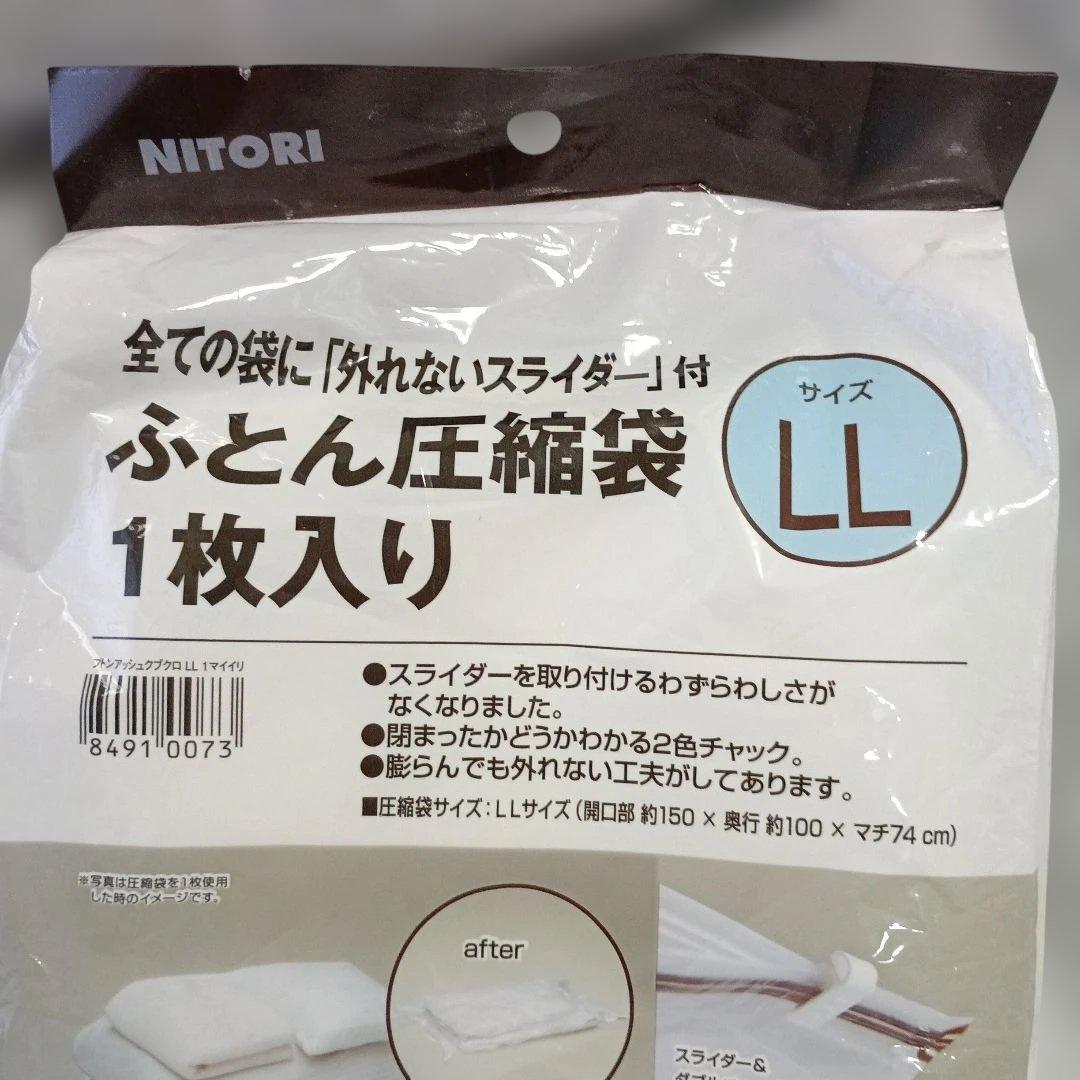 NITORI
全ての袋に「外れないスライダー」付
ふとん圧縮袋
1枚入り
サイズ
LL
フトンアッシュクブクロ LL 1マイイリ
8491 0073
●スライダーを取り付けるわずらわしさが
なくなりました。
●閉まったかどうかわかる2色チャック。
●膨らんでも外れない工夫がしてあります。
■圧縮袋サイズ：LLサイズ（開口部 約150 × 奥行 約100 × マチ74 cm）
※写真は圧縮袋を1枚使用
した時のイメージです。
after
スライダー＆